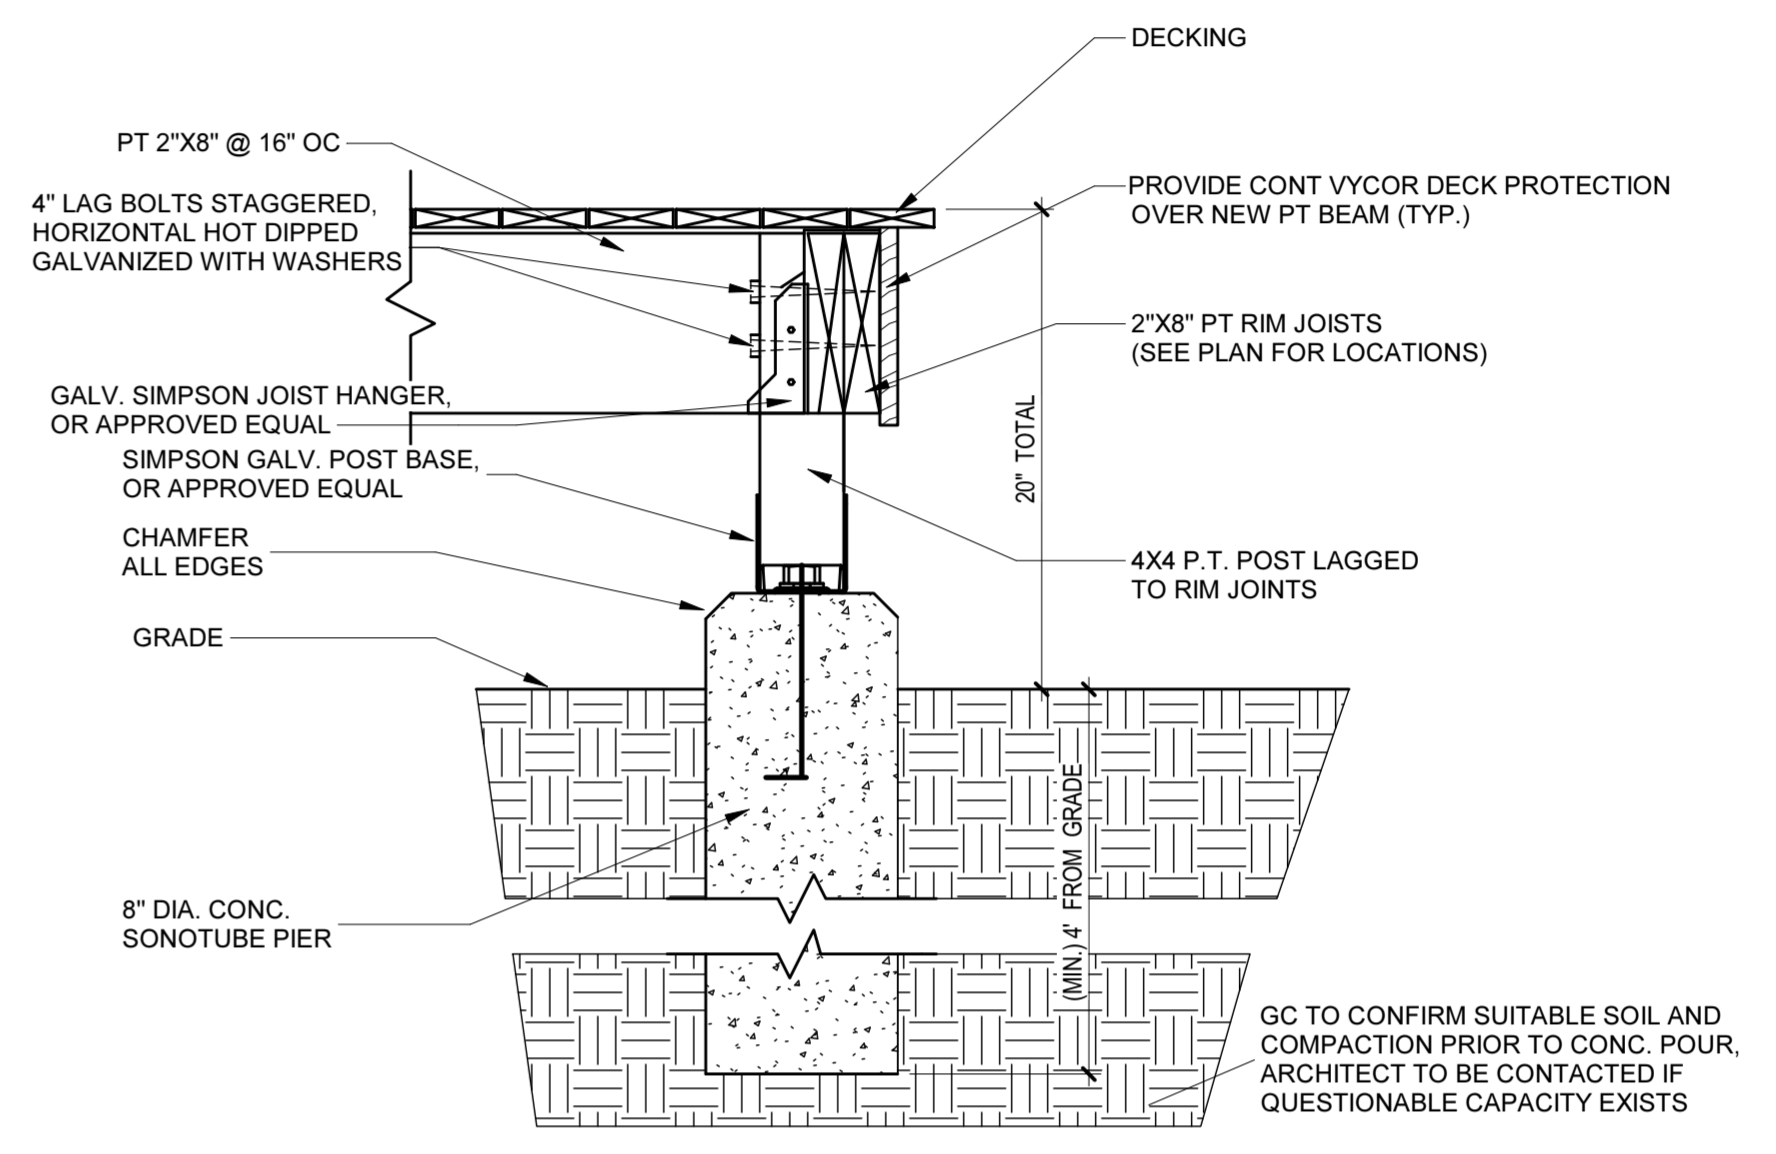 DECKING
PT 2"X8" @ 16" OC
4" LAG BOLTS STAGGERED,
HORIZONTAL HOT DIPPED
GALVANIZED WITH WASHERS
PROVIDE CONT VYCOR DECK PROTECTION
OVER NEW PT BEAM (TYP.)
2"X8" PT RIM JOISTS
(SEE PLAN FOR LOCATIONS)
GALV. SIMPSON JOIST HANGER,
OR APPROVED EQUAL
SIMPSON GALV. POST BASE,
OR APPROVED EQUAL
20" TOTAL
CHAMFER
ALL EDGES
4X4 P.T. POST LAGGED
TO RIM JOINTS
GRADE
(MIN.) 4' FROM GRADE
8" DIA. CONC.
SONOTUBE PIER
GC TO CONFIRM SUITABLE SOIL AND
COMPACTION PRIOR TO CONC. POUR,
ARCHITECT TO BE CONTACTED IF
QUESTIONABLE CAPACITY EXISTS